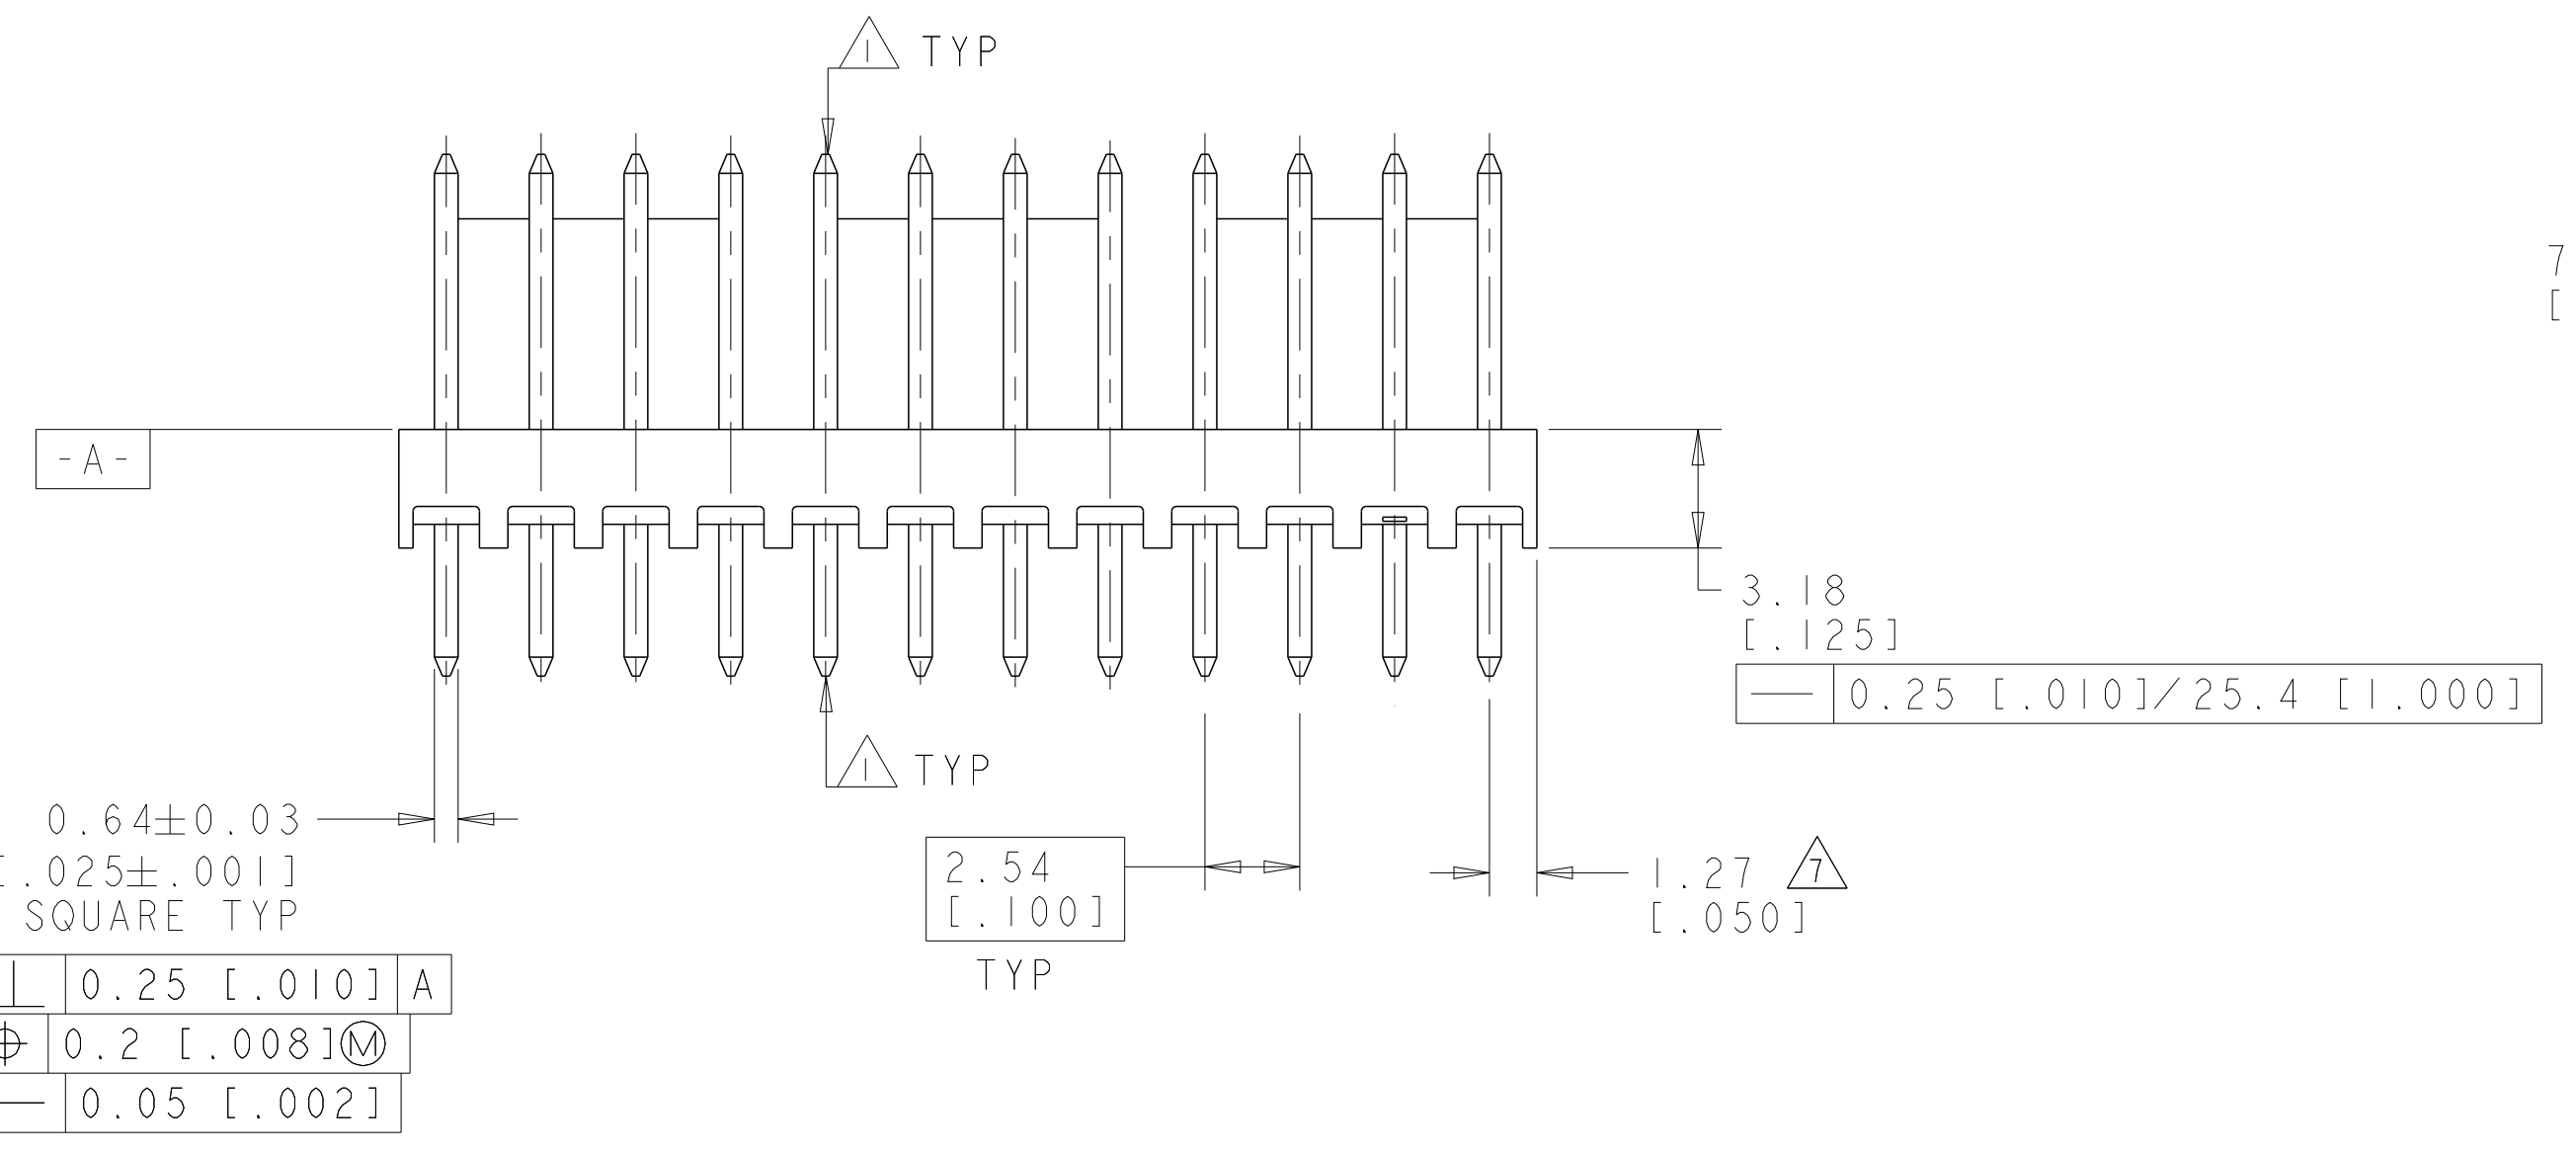 1 TYP
7
[
-A-
3.18
[.125]
⏤ 0.25 [.010]/25.4 [1.000]
1 TYP
0.64±0.03
[.025±.001]
SQUARE TYP
2.54
[.100]
TYP
1.27 7
[.050]
⊥ 0.25 [.010] A
⌖ 0.2 [.008]Ⓜ
⏤ 0.05 [.002]